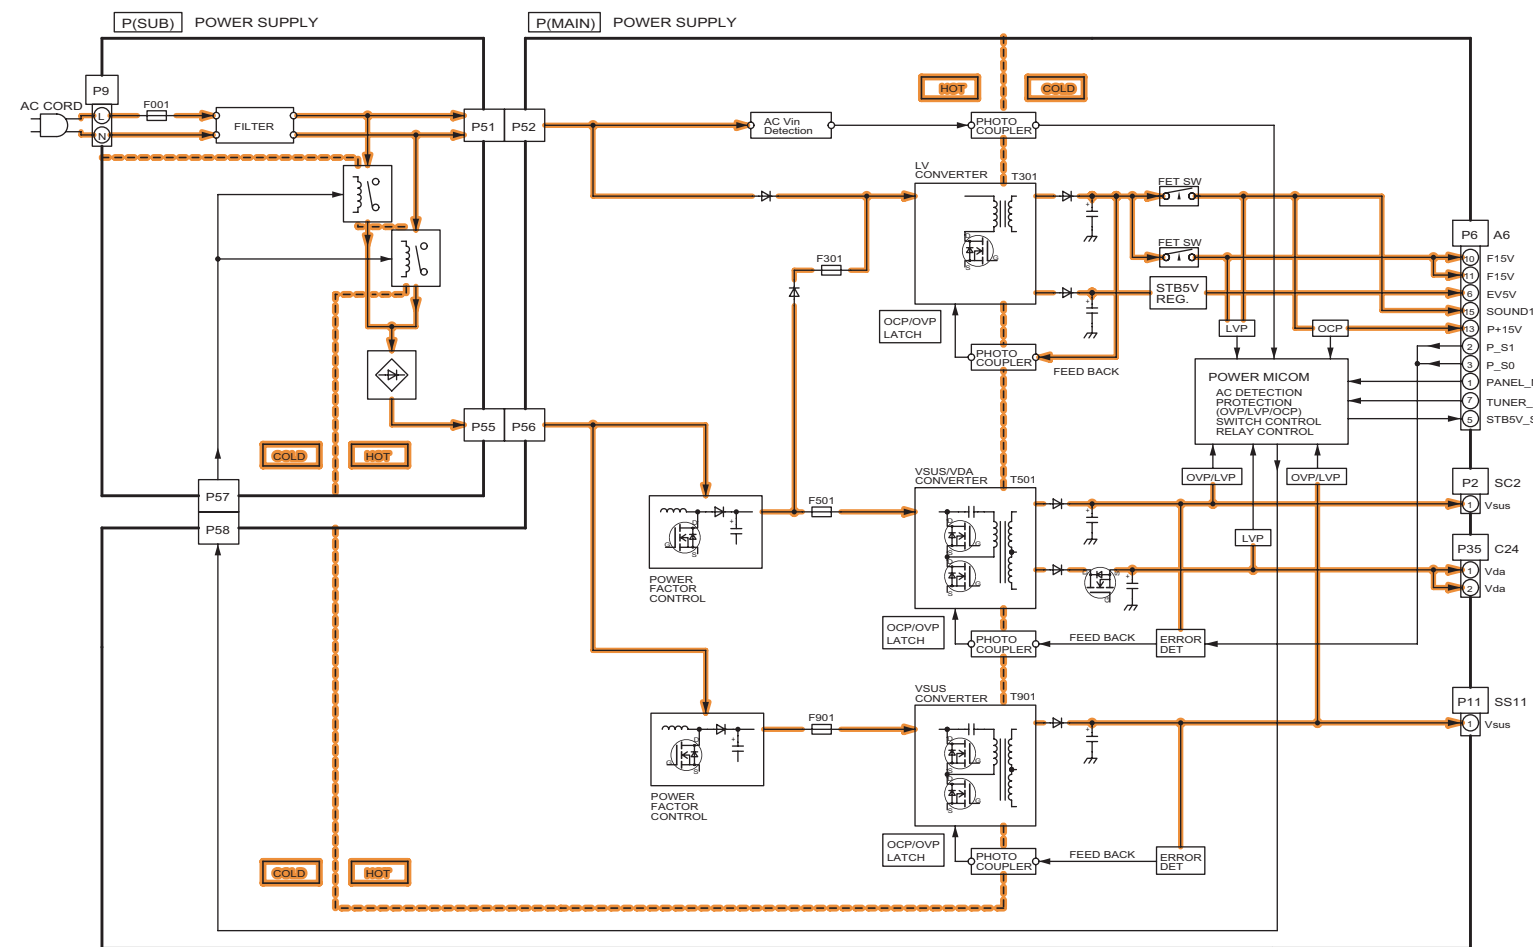 P(SUB) POWER SUPPLY
P(MAIN) POWER SUPPLY
P9
AC CORD
L
N
F001
FILTER
P51
P52
HOT
COLD
AC Vin
Detection
PHOTO
COUPLER
LV
CONVERTER
T301
D
G
S
FET SW
FET SW
F301
STB5V
REG.
OCP/OVP
LATCH
PHOTO
COUPLER
FEED BACK
LVP
OCP
P6 A6
10 F15V
11 F15V
6 EV5V
15 SOUND1
13 P+15V
2 P_S1
3 P_S0
1 PANEL_
7 TUNER_
5 STB5V_S
POWER MICOM
AC DETECTION
PROTECTION
(OVP/LVP/OCP)
SWITCH CONTROL
RELAY CONTROL
COLD
HOT
P55
P56
P57
P58
VSUS/VDA
CONVERTER
T501
F501
D
G
S
POWER
FACTOR
CONTROL
OVP/LVP
OVP/LVP
LVP
P2 SC2
1 Vsus
P35 C24
1 Vda
2 Vda
OCP/OVP
LATCH
PHOTO
COUPLER
FEED BACK
ERROR
DET
VSUS
CONVERTER
T901
F901
D
G
S
POWER
FACTOR
CONTROL
P11 SS11
1 Vsus
OCP/OVP
LATCH
PHOTO
COUPLER
FEED BACK
ERROR
DET
COLD
HOT